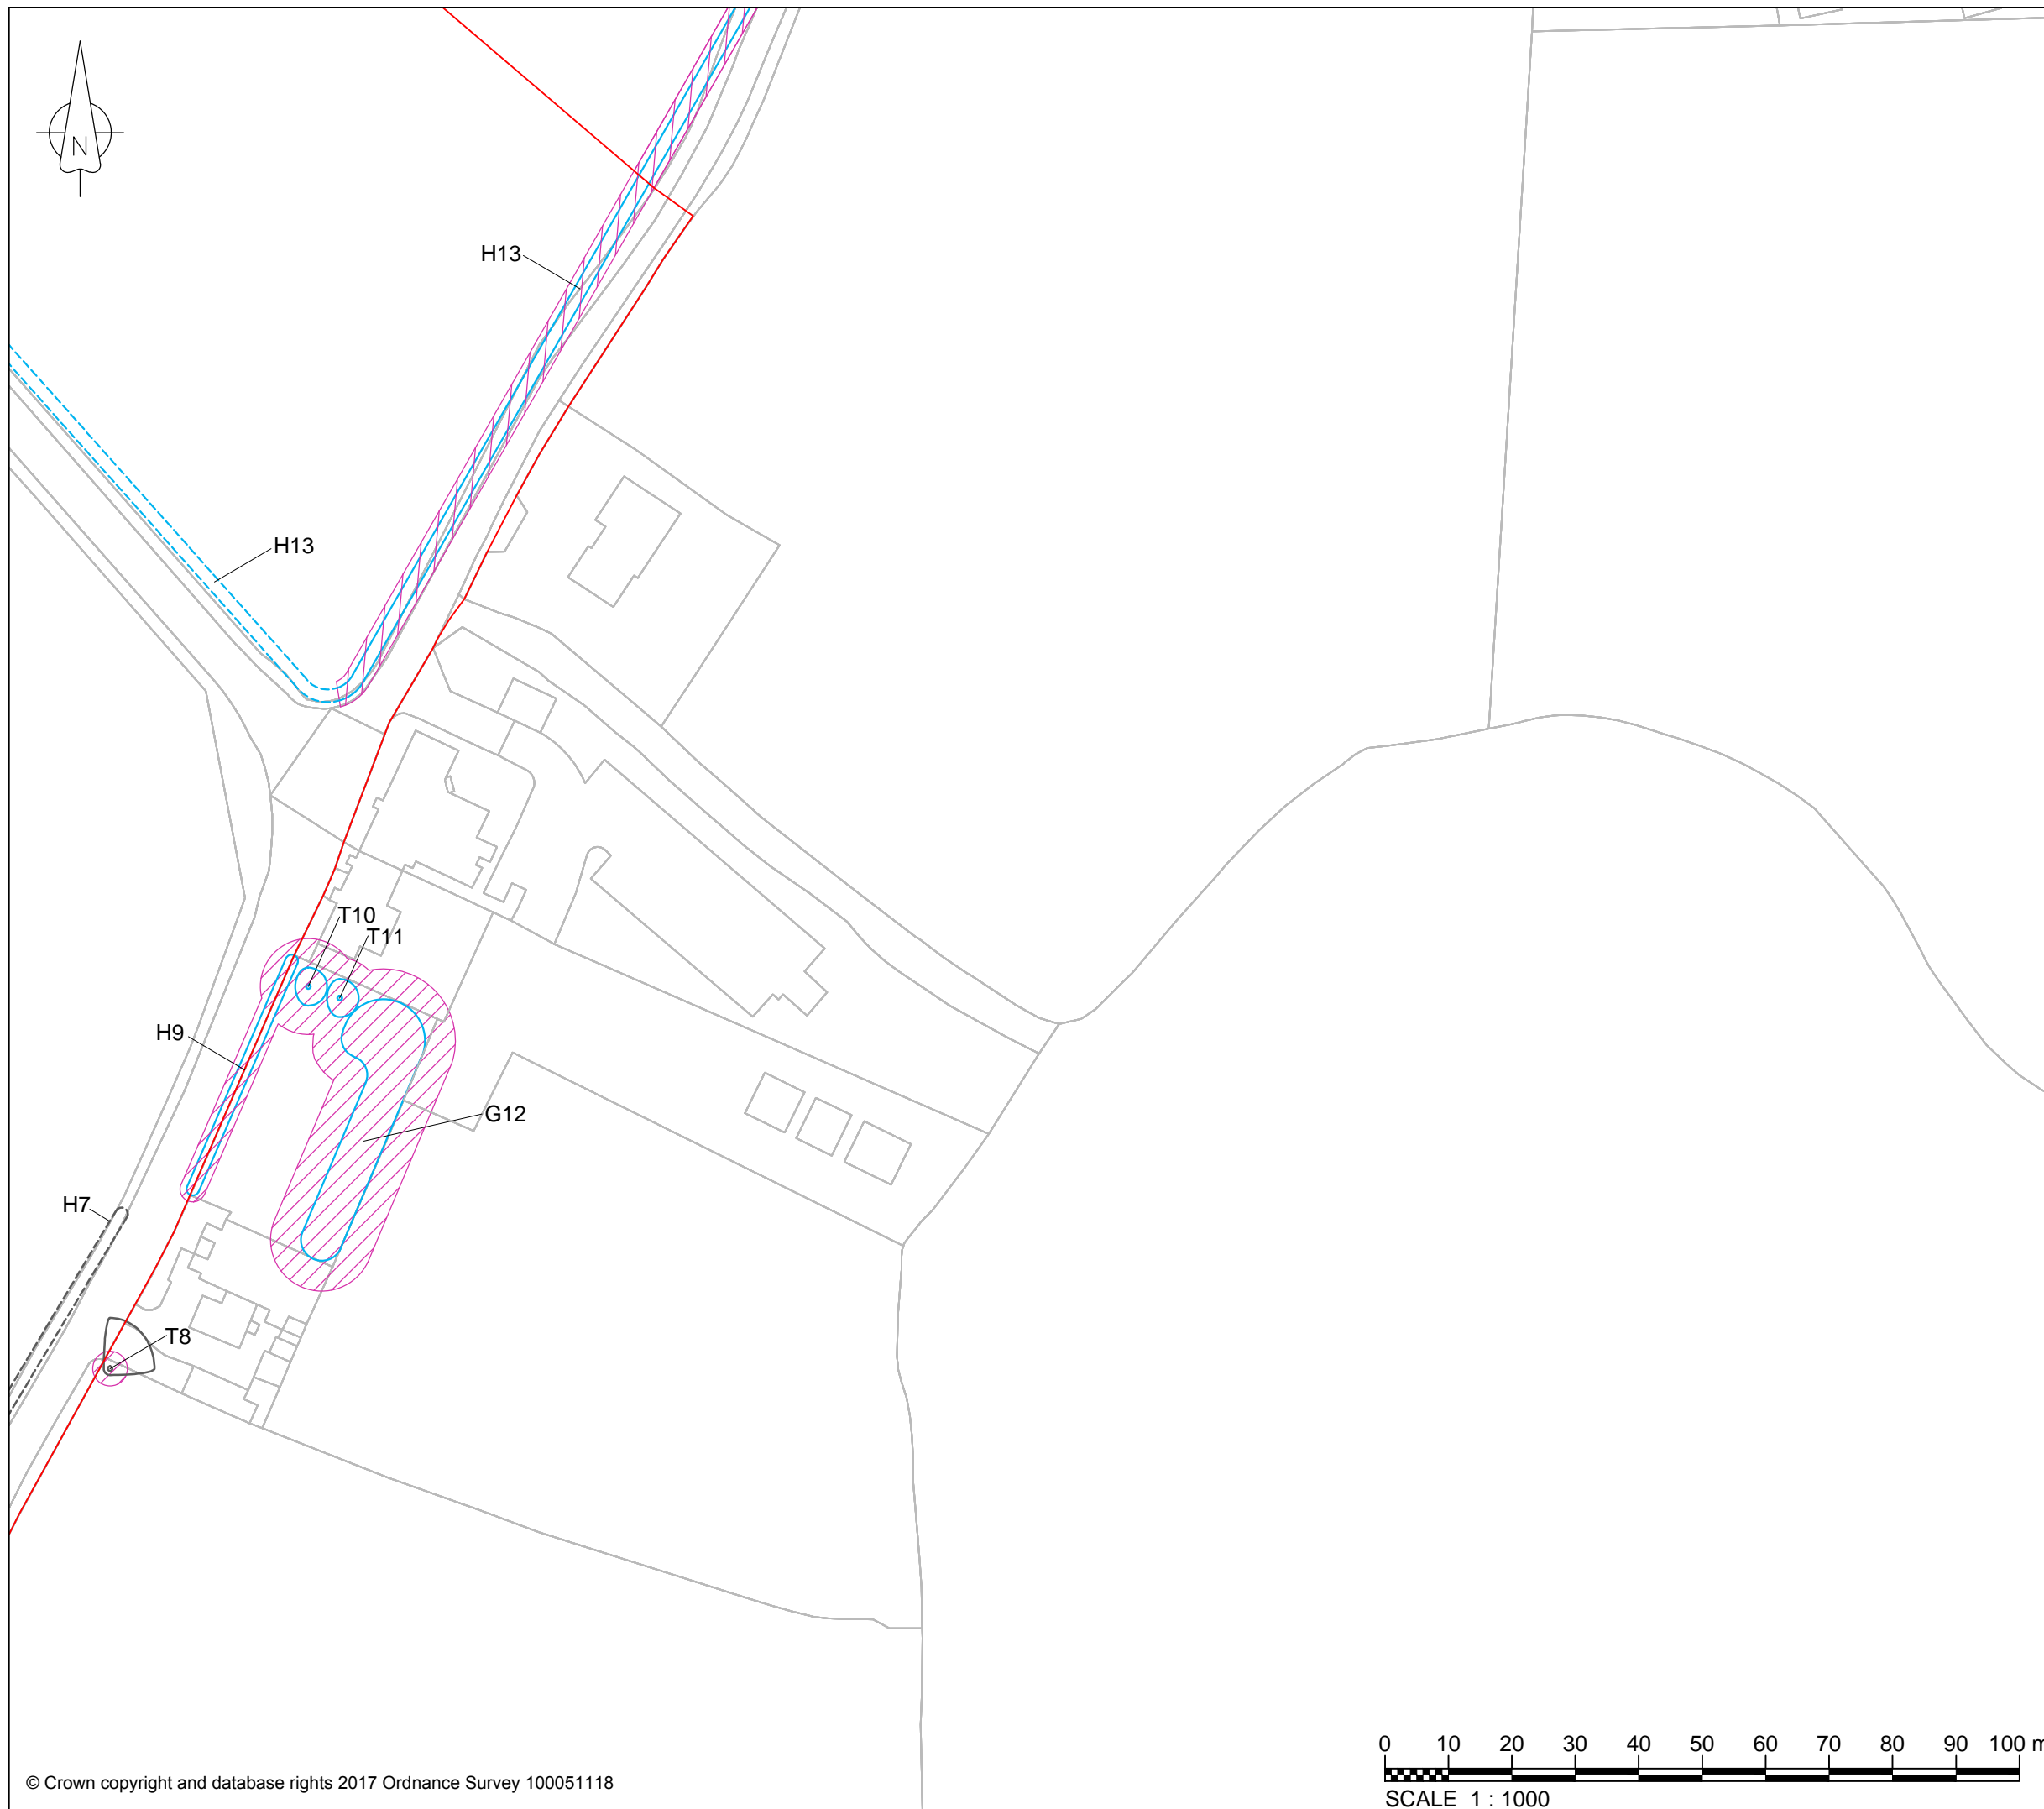 N
H13
H13
T10
T11
H9
G12
H7
T8
0 10 20 30 40 50 60 70 80 90 100 m
SCALE 1 : 1000
© Crown copyright and database rights 2017 Ordnance Survey 100051118